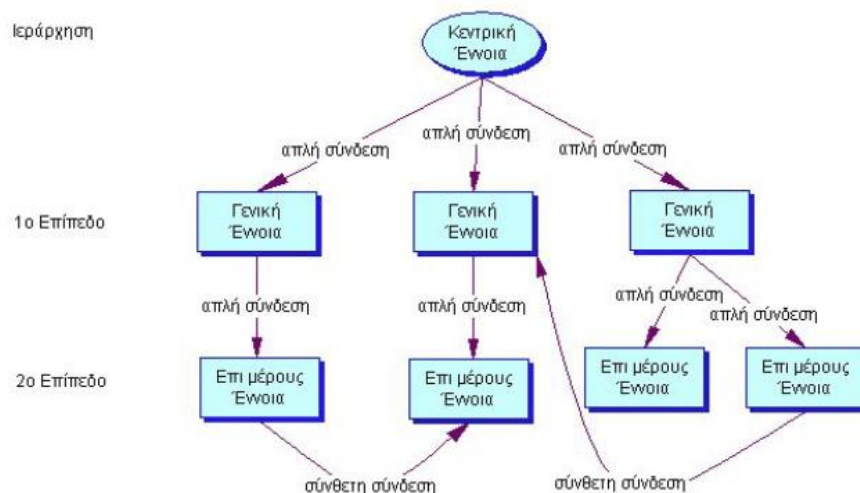 Ιεράρχηση
Κεντρική
Έννοια
απλή σύνδεση
απλή σύνδεση
απλή σύνδεση
1ο Επίπεδο
Γενική
Έννοια
Γενική
Έννοια
Γενική
Έννοια
απλή σύνδεση
απλή σύνδεση
απλή σύνδεση
απλή σύνδεση
2ο Επίπεδο
Επι μέρους
Έννοια
Επι μέρους
Έννοια
Επι μέρους
Έννοια
Επι μέρους
Έννοια
σύνθετη σύνδεση
σύνθετη σύνδεση